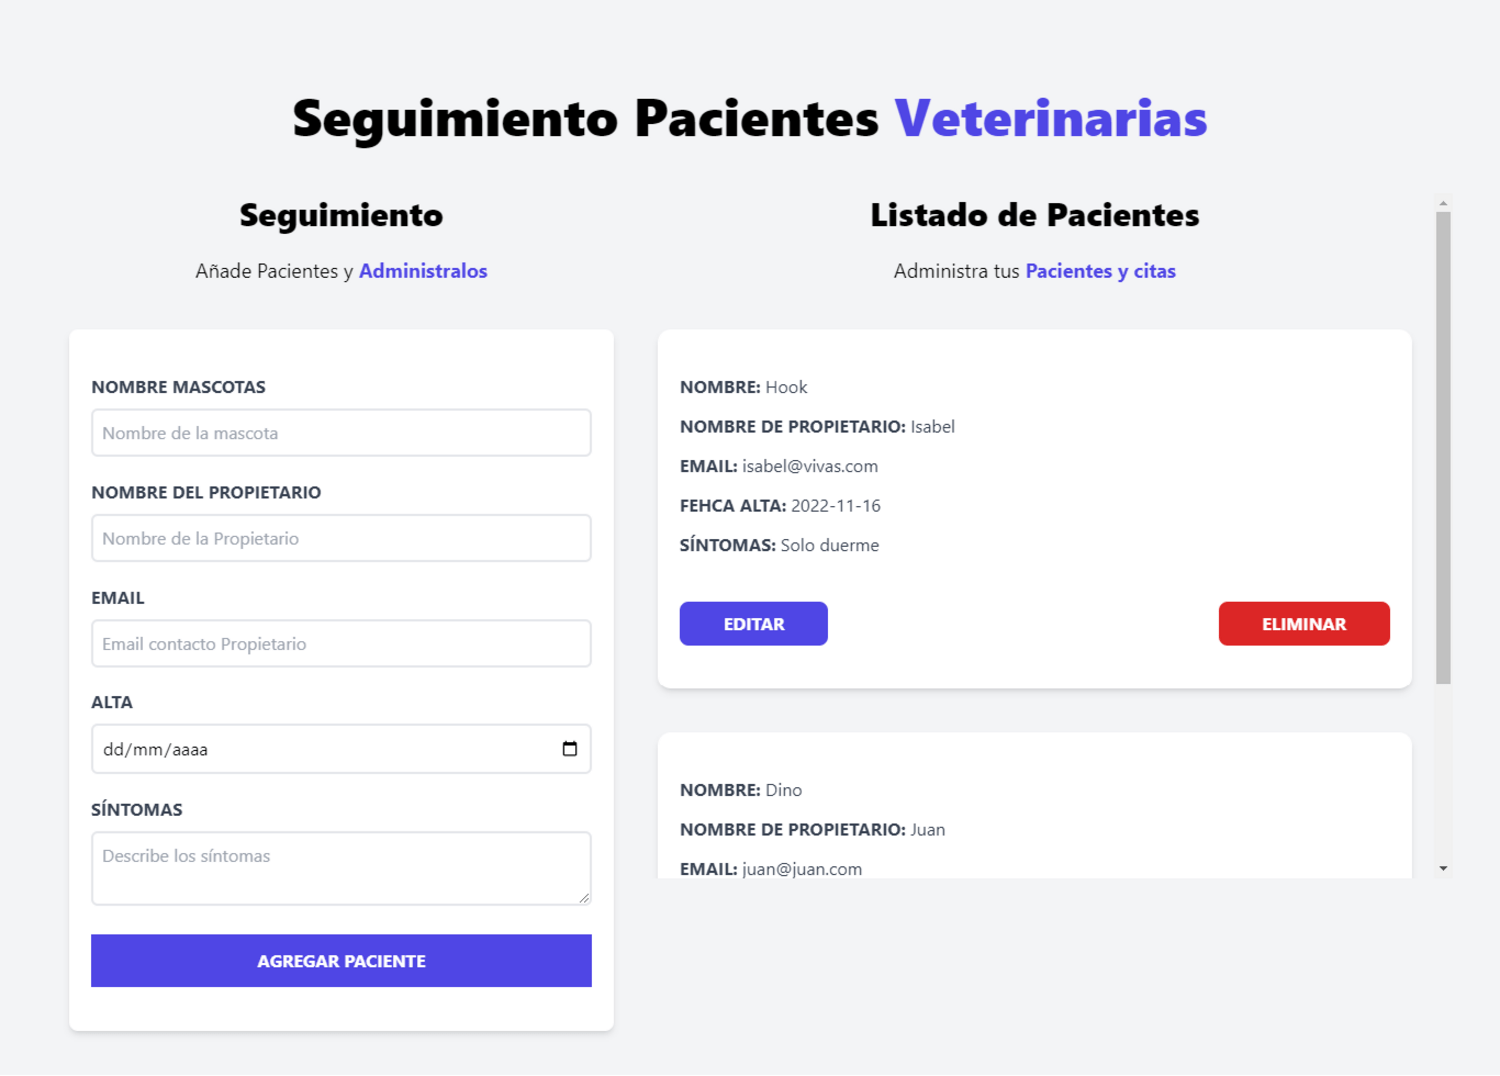 Seguimiento Pacientes Veterinarias
Seguimiento
Añade Pacientes y Administralos
NOMBRE MASCOTAS
Nombre de la mascota
NOMBRE DEL PROPIETARIO
Nombre de la Propietario
EMAIL
Email contacto Propietario
ALTA
dd/mm/aaaa
SÍNTOMAS
Describe los síntomas
AGREGAR PACIENTE
Listado de Pacientes
Administra tus Pacientes y citas
NOMBRE: Hook
NOMBRE DE PROPIETARIO: Isabel
EMAIL: isabel@vivas.com
FEHCA ALTA: 2022-11-16
SÍNTOMAS: Solo duerme
EDITAR
ELIMINAR
NOMBRE: Dino
NOMBRE DE PROPIETARIO: Juan
EMAIL: juan@juan.com